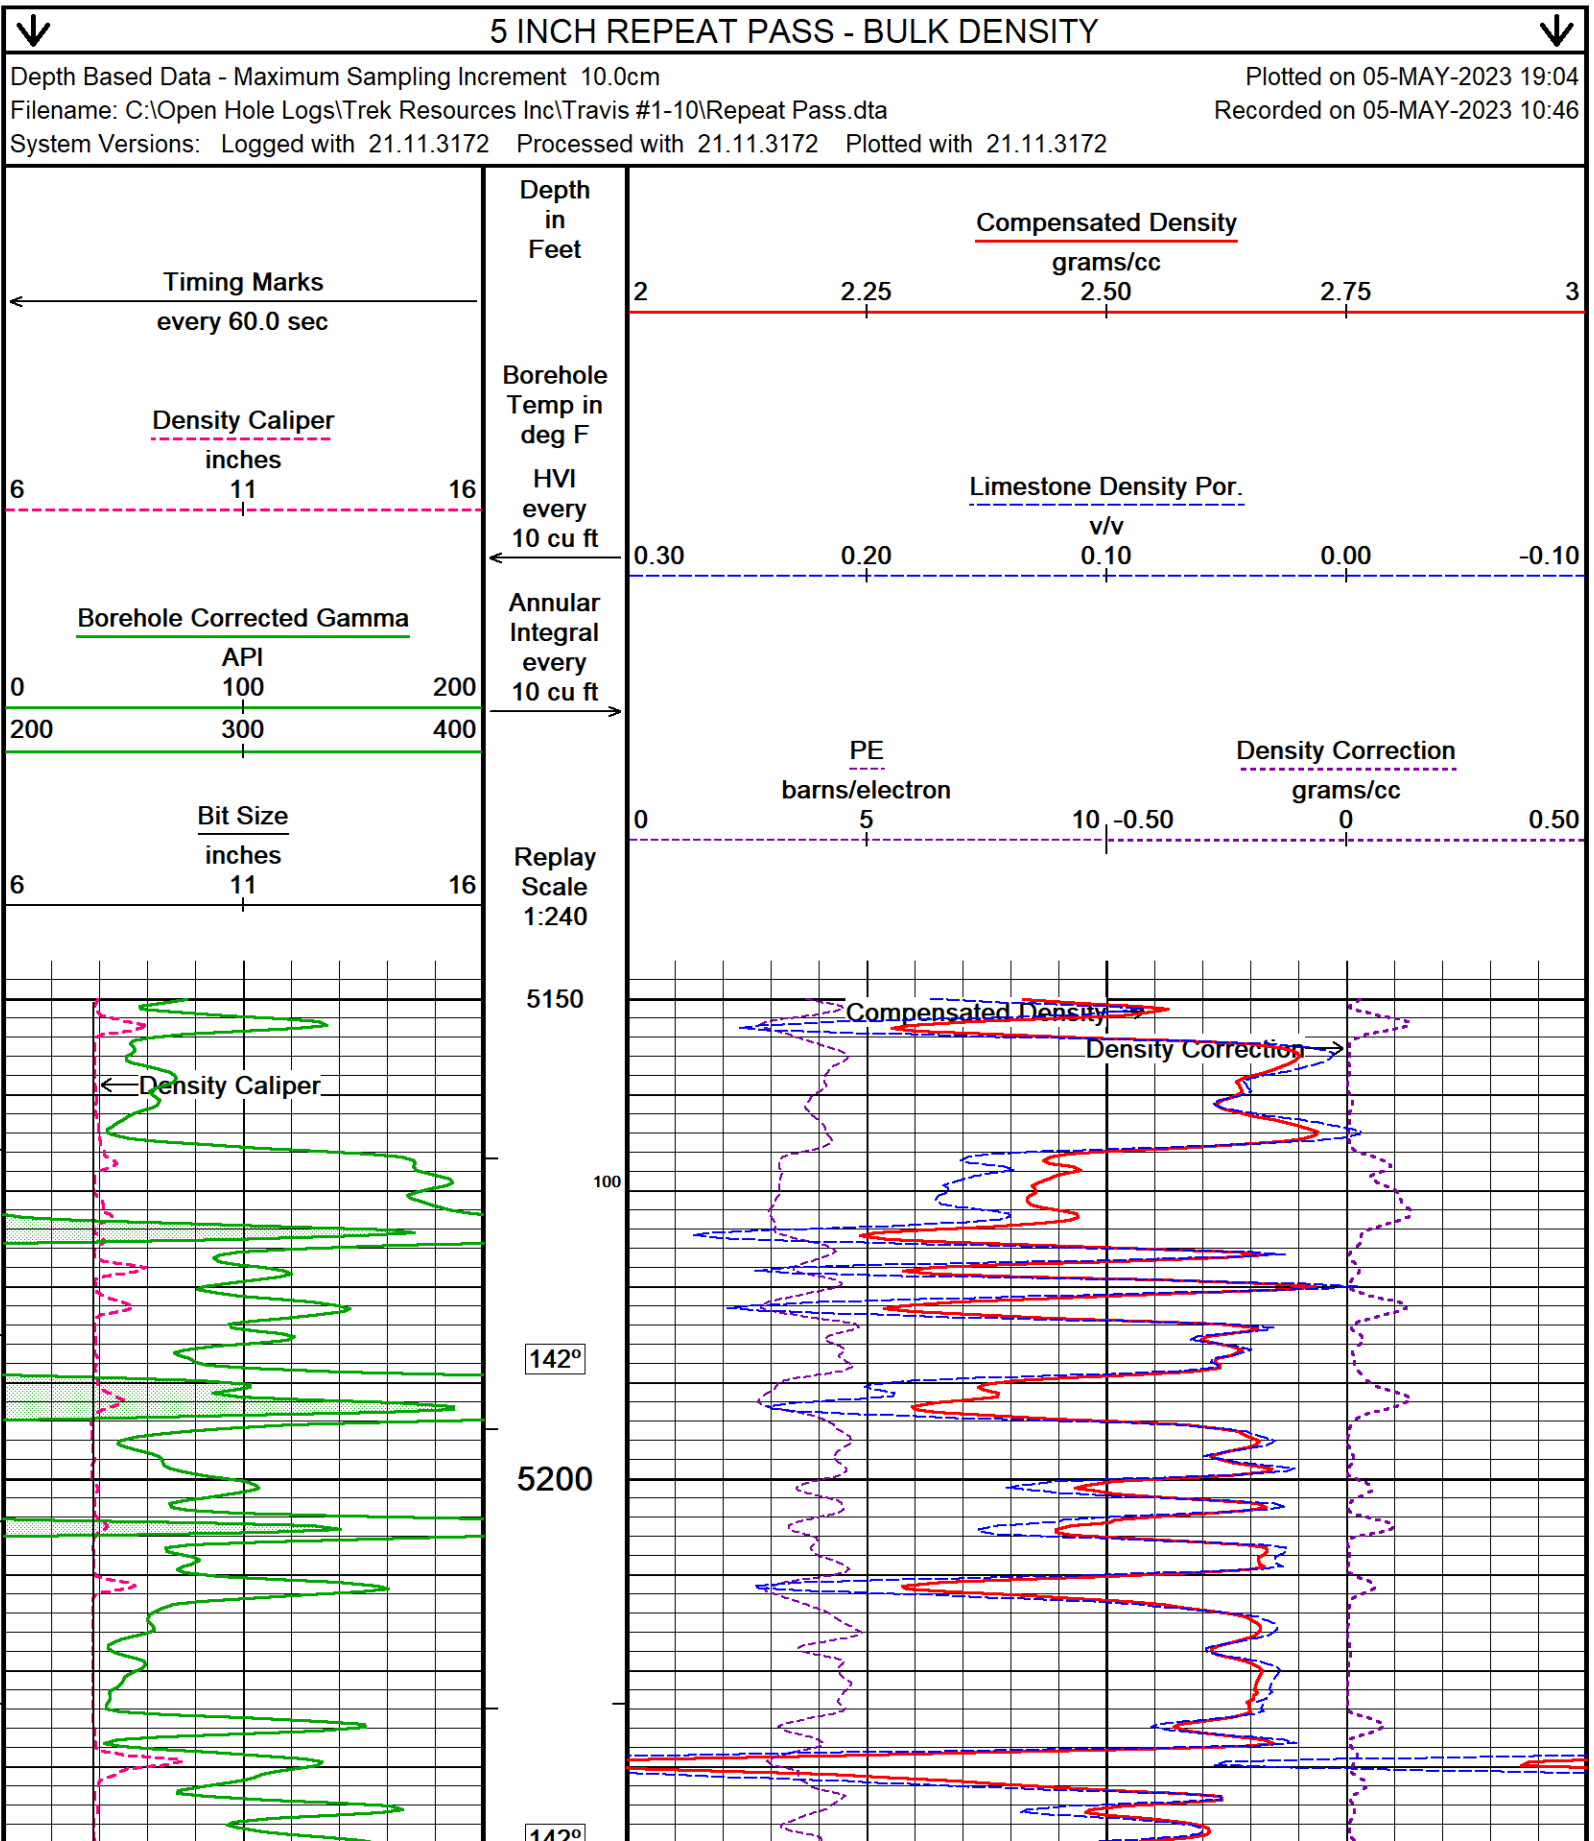 5 INCH REPEAT PASS - BULK DENSITY
Depth Based Data - Maximum Sampling Increment 10.0cm
Plotted on 05-MAY-2023 19:04
Filename: C:\Open Hole Logs\Trek Resources Inc\Travis #1-10\Repeat Pass.dta
Recorded on 05-MAY-2023 10:46
System Versions: Logged with 21.11.3172 Processed with 21.11.3172 Plotted with 21.11.3172
Timing Marks
every 60.0 sec
Density Caliper
inches
6 11 16
Borehole Corrected Gamma
API
0 100 200
200 300 400
Bit Size
inches
6 11 16
Depth
in
Feet
Borehole
Temp in
deg F
HVI
every
10 cu ft
Annular
Integral
every
10 cu ft
Replay
Scale
1:240
Compensated Density
grams/cc
2 2.25 2.50 2.75 3
Limestone Density Por.
v/v
0.30 0.20 0.10 0.00 -0.10
PE
barns/electron
0 5 10
Density Correction
grams/cc
-0.50 0 0.50
5150
Compensated Density
Density Correction
Density Caliper
100
142º
5200
142º